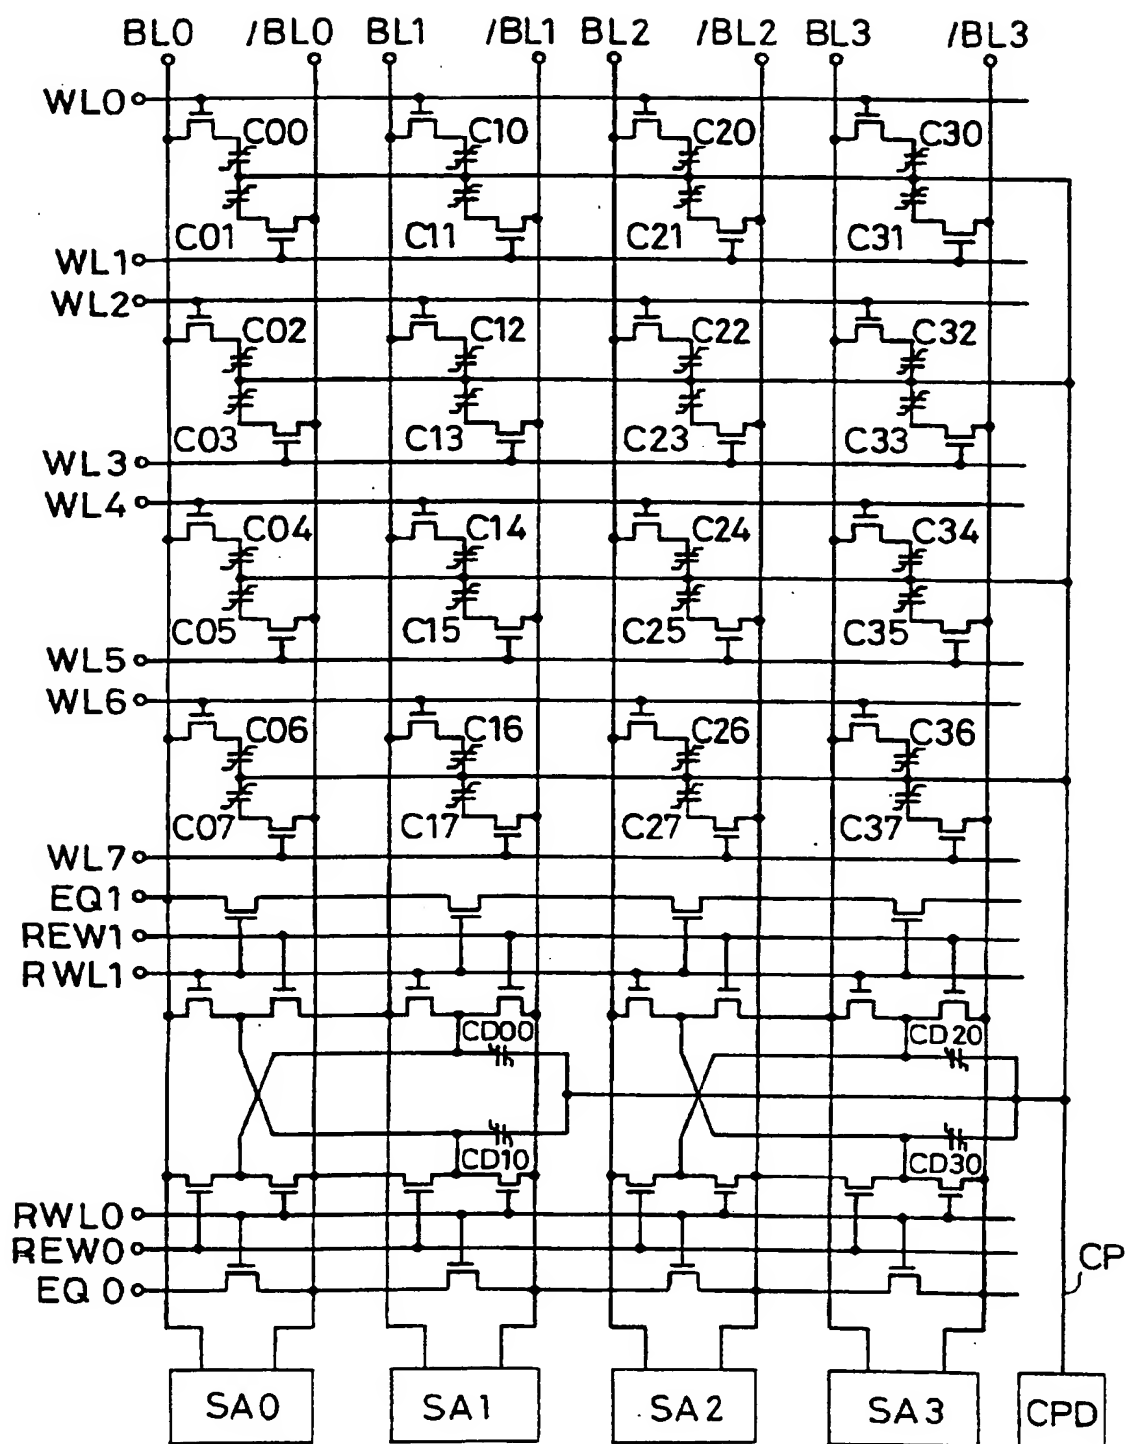 BL0 /BL0 BL1 /BL1 BL2 /BL2 BL3 /BL3
WL0
C00 C10 C20 C30
C01 C11 C21 C31
WL1
WL2
C02 C12 C22 C32
C03 C13 C23 C33
WL3
WL4
C04 C14 C24 C34
C05 C15 C25 C35
WL5
WL6
C06 C16 C26 C36
C07 C17 C27 C37
WL7
EQ1
REW1
RWL1
CD00 CD20
CD10 CD30
RWL0
REW0
CP
EQ0
SA0 SA1 SA2 SA3 CPD